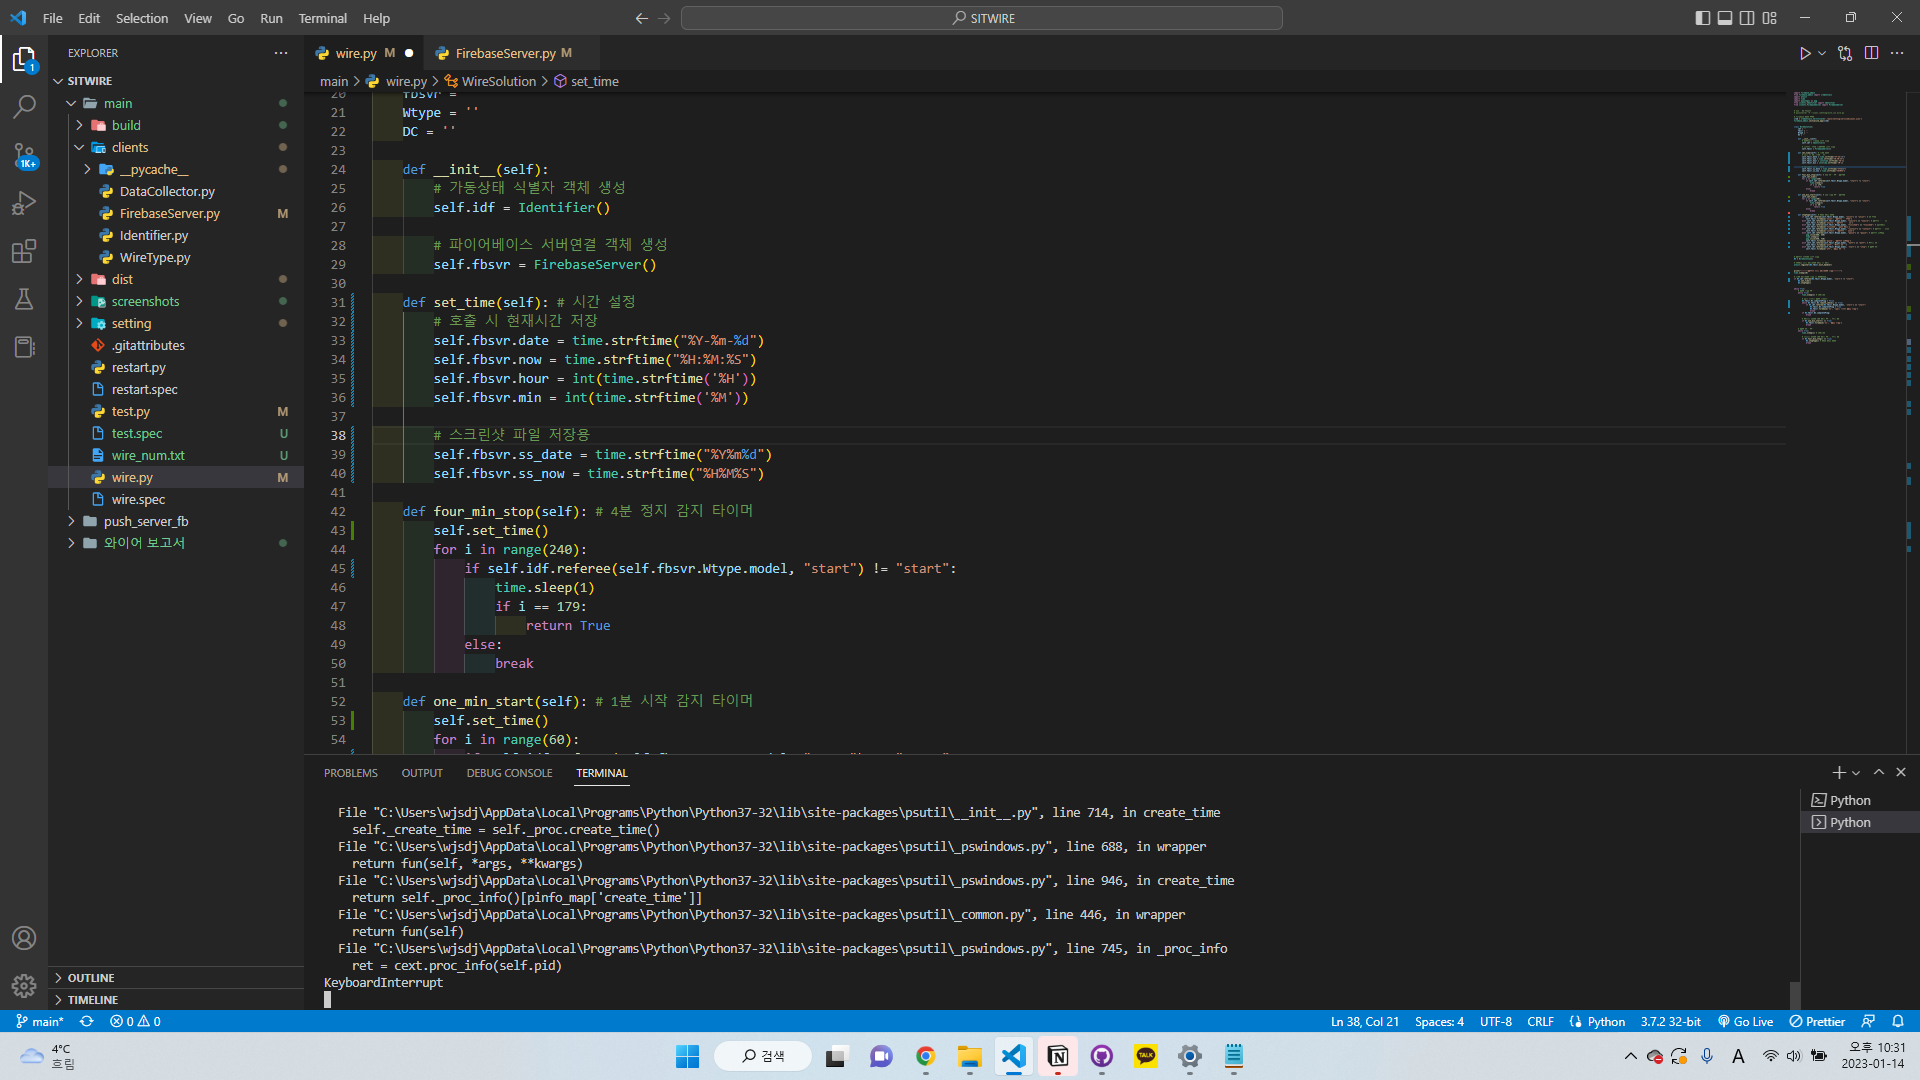 File Edit Selection View Go Run Terminal Help
SITWIRE
EXPLORER
SITWIRE
main
build
clients
__pycache__
DataCollector.py
FirebaseServer.py M
Identifier.py
WireType.py
dist
screenshots
setting
.gitattributes
restart.py
restart.spec
test.py M
test.spec U
wire_num.txt U
wire.py M
wire.spec
push_server_fb
와이어 보고서
OUTLINE
TIMELINE
1
1K+
wire.py M
FirebaseServer.py M
main > wire.py > WireSolution > set_time
20 fbsvr = 
21 Wtype = ''
22 DC = ''
23
24 def __init__(self):
25 # 가동상태 식별자 객체 생성
26 self.idf = Identifier()
27
28 # 파이어베이스 서버연결 객체 생성
29 self.fbsvr = FirebaseServer()
30
31 def set_time(self): # 시간 설정
32 # 호출 시 현재시간 저장
33 self.fbsvr.date = time.strftime("%Y-%m-%d")
34 self.fbsvr.now = time.strftime("%H:%M:%S")
35 self.fbsvr.hour = int(time.strftime('%H'))
36 self.fbsvr.min = int(time.strftime('%M'))
37
38 # 스크린샷 파일 저장용
39 self.fbsvr.ss_date = time.strftime("%Y%m%d")
40 self.fbsvr.ss_now = time.strftime("%H%M%S")
41
42 def four_min_stop(self): # 4분 정지 감지 타이머
43 self.set_time()
44 for i in range(240):
45 if self.idf.referee(self.fbsvr.Wtype.model, "start") != "start":
46 time.sleep(1)
47 if i == 179:
48 return True
49 else:
50 break
51
52 def one_min_start(self): # 1분 시작 감지 타이머
53 self.set_time()
54 for i in range(60):
PROBLEMS OUTPUT DEBUG CONSOLE TERMINAL
File "C:\Users\wjsdj\AppData\Local\Programs\Python\Python37-32\lib\site-packages\psutil\__init__.py", line 714, in create_time
self._create_time = self._proc.create_time()
File "C:\Users\wjsdj\AppData\Local\Programs\Python\Python37-32\lib\site-packages\psutil\_pswindows.py", line 688, in wrapper
return fun(self, *args, **kwargs)
File "C:\Users\wjsdj\AppData\Local\Programs\Python\Python37-32\lib\site-packages\psutil\_pswindows.py", line 946, in create_time
return self._proc_info()[pinfo_map['create_time']]
File "C:\Users\wjsdj\AppData\Local\Programs\Python\Python37-32\lib\site-packages\psutil\_common.py", line 446, in wrapper
return fun(self)
File "C:\Users\wjsdj\AppData\Local\Programs\Python\Python37-32\lib\site-packages\psutil\_pswindows.py", line 745, in _proc_info
ret = cext.proc_info(self.pid)
KeyboardInterrupt
Python
Python
main* 0 0
Ln 38, Col 21 Spaces: 4 UTF-8 CRLF Python 3.7.2 32-bit Go Live Prettier
4°C
흐림
검색
TALK
A
오후 10:31
2023-01-14